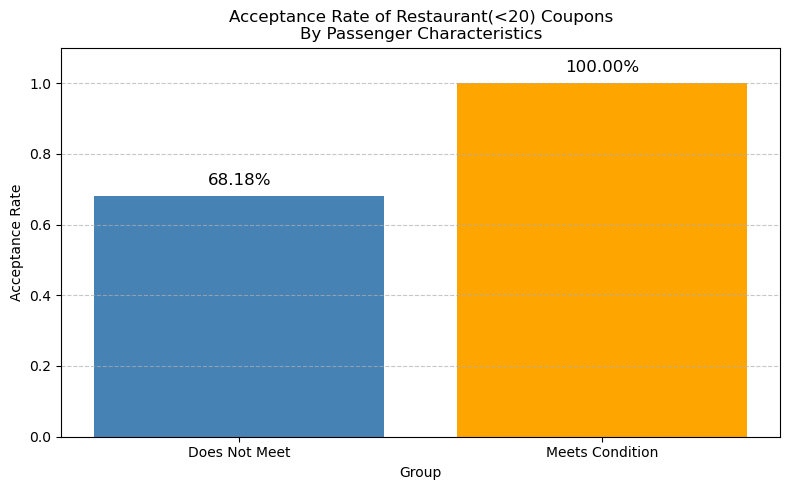 Acceptance Rate of Restaurant(<20) Coupons
By Passenger Characteristics
Acceptance Rate
1.0
0.8
0.6
0.4
0.2
0.0
68.18%
100.00%
Does Not Meet
Meets Condition
Group